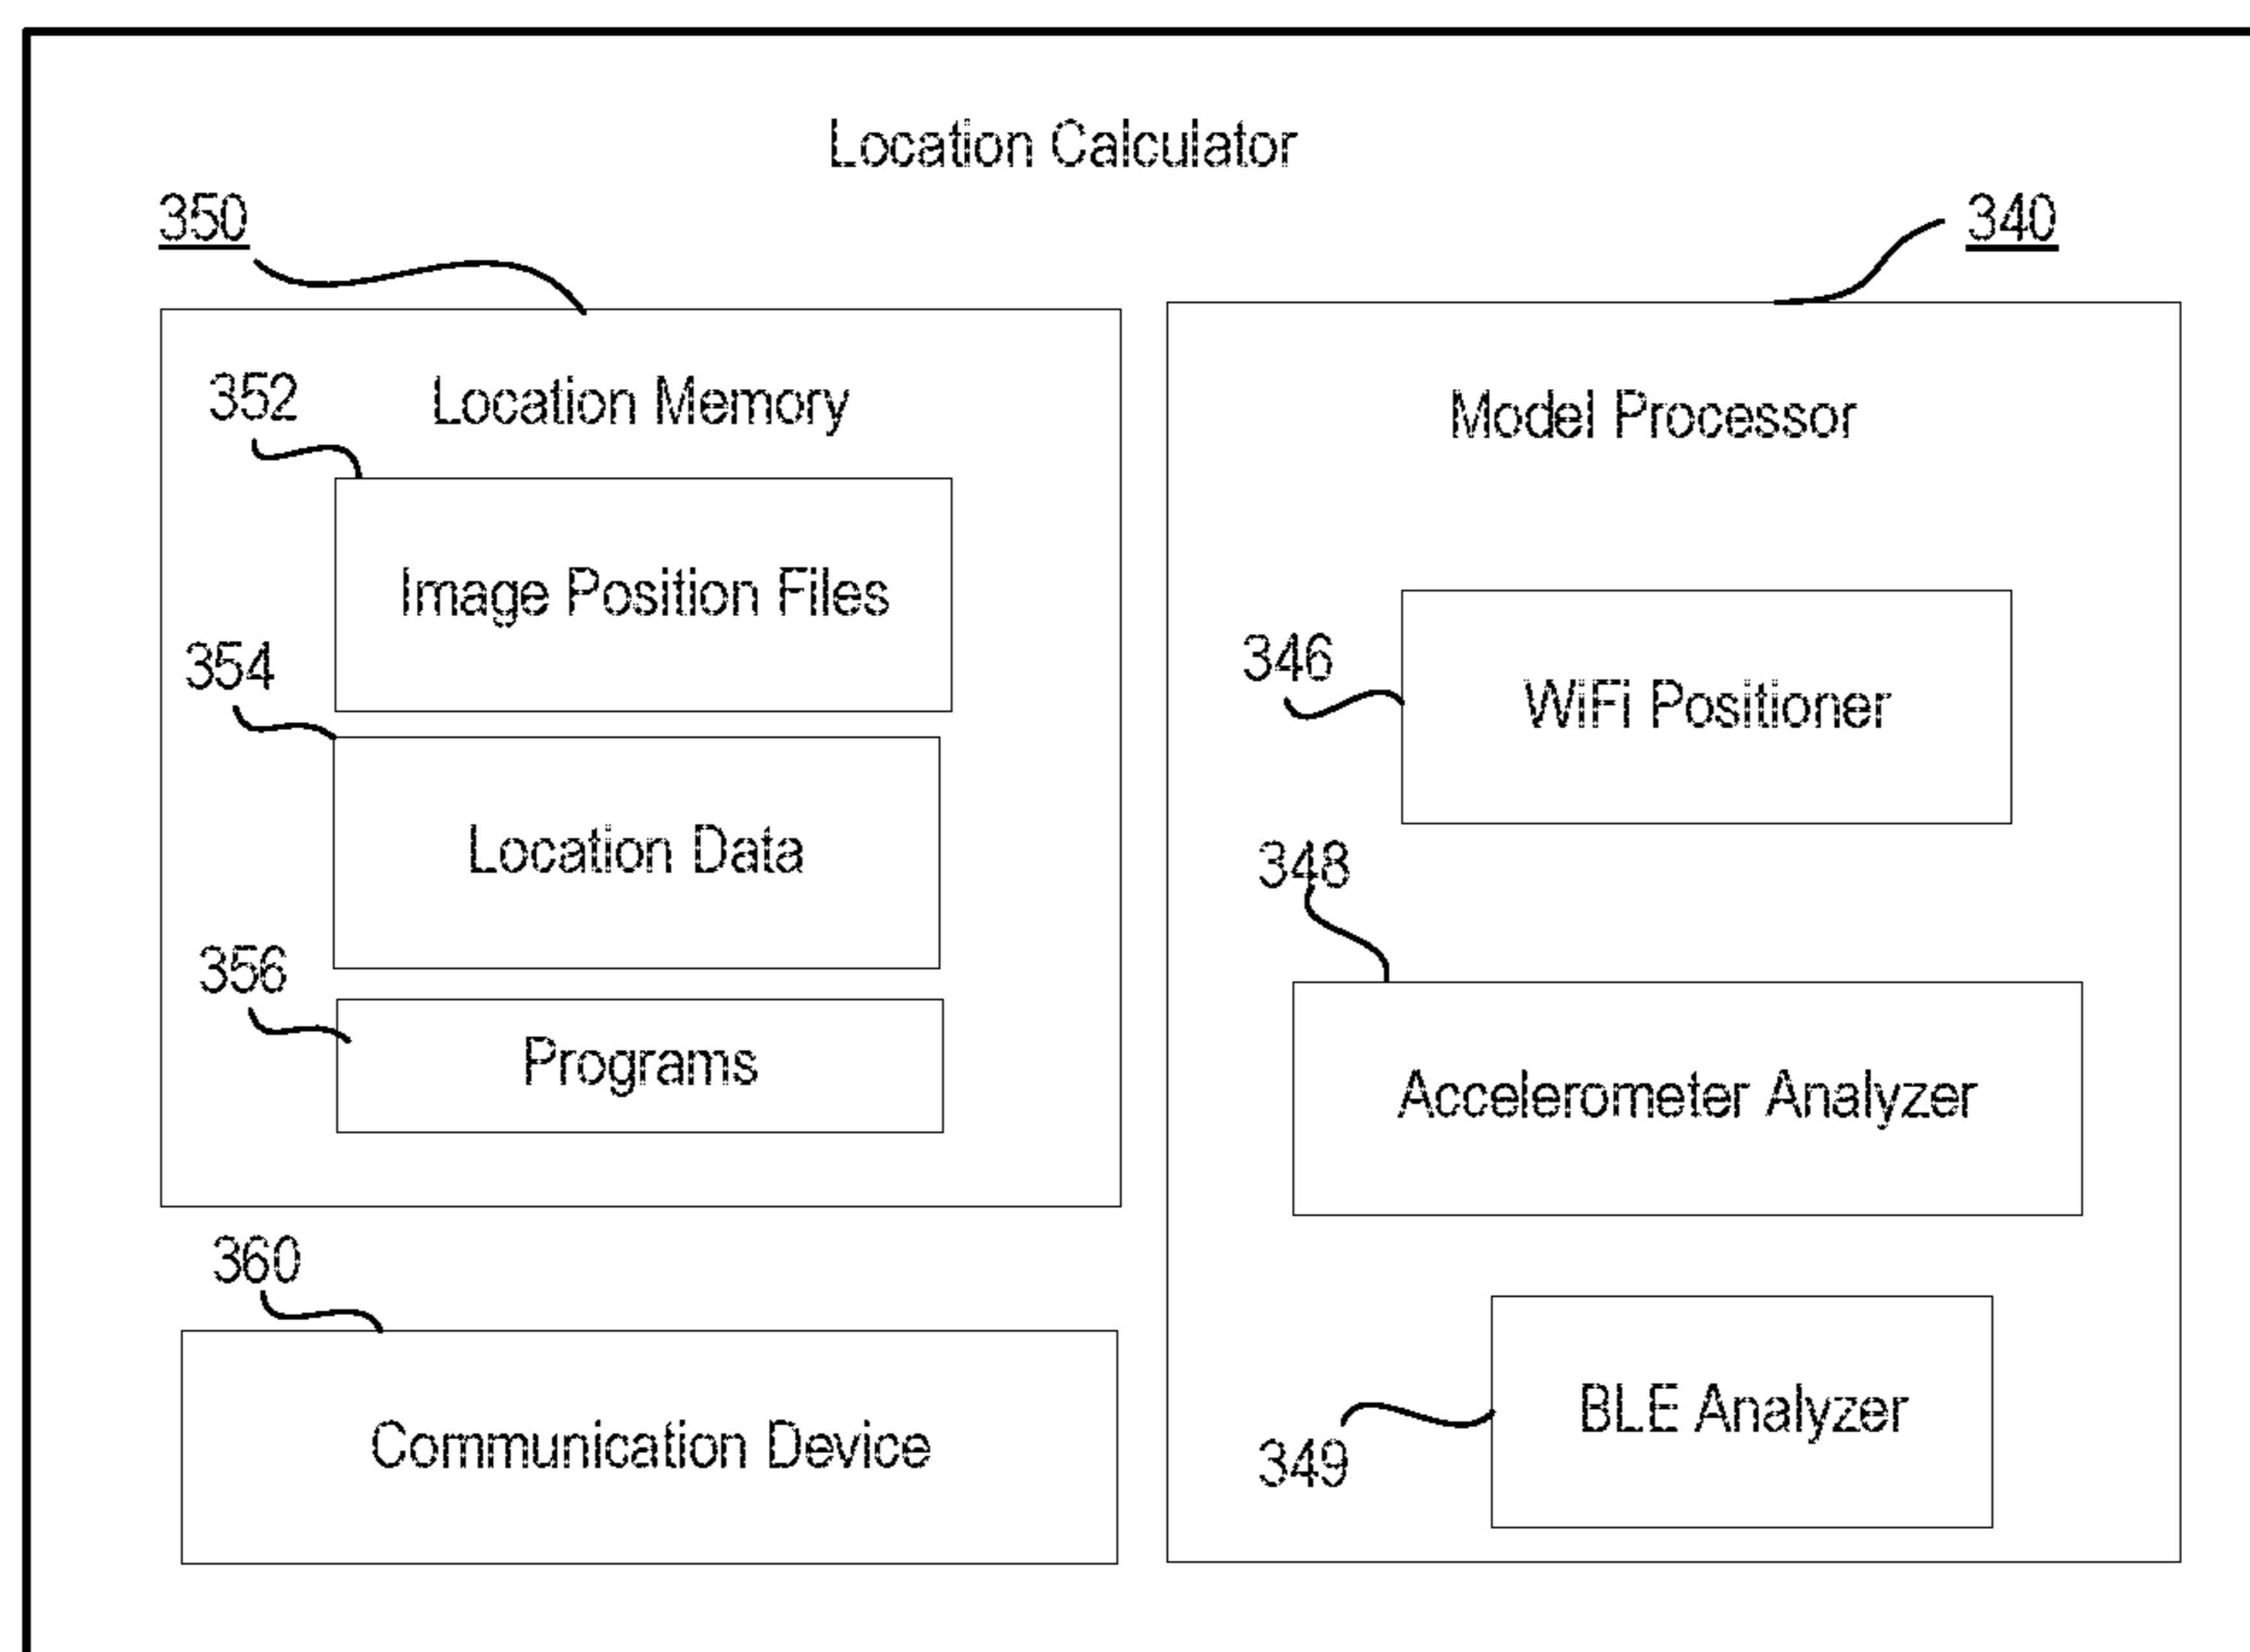 Location Calculator
350
340
352
Location Memory
Image Position Files
354
Location Data
356
Programs
360
Communication Device
Model Processor
346
WiFi Positioner
348
Accelerometer Analyzer
BLE Analyzer
349